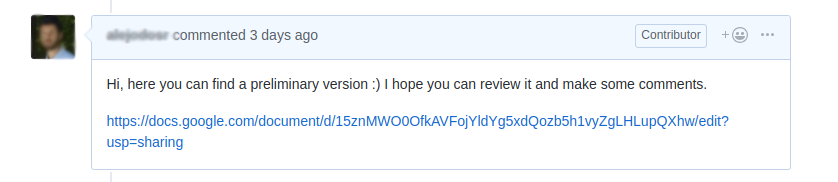 commented 3 days ago
Contributor
Hi, here you can find a preliminary version :) I hope you can review it and make some comments.
https://docs.google.com/document/d/15znMWO0OfkAVFojYldYg5xdQozb5h1vyZgLHLupQXhw/edit?
usp=sharing